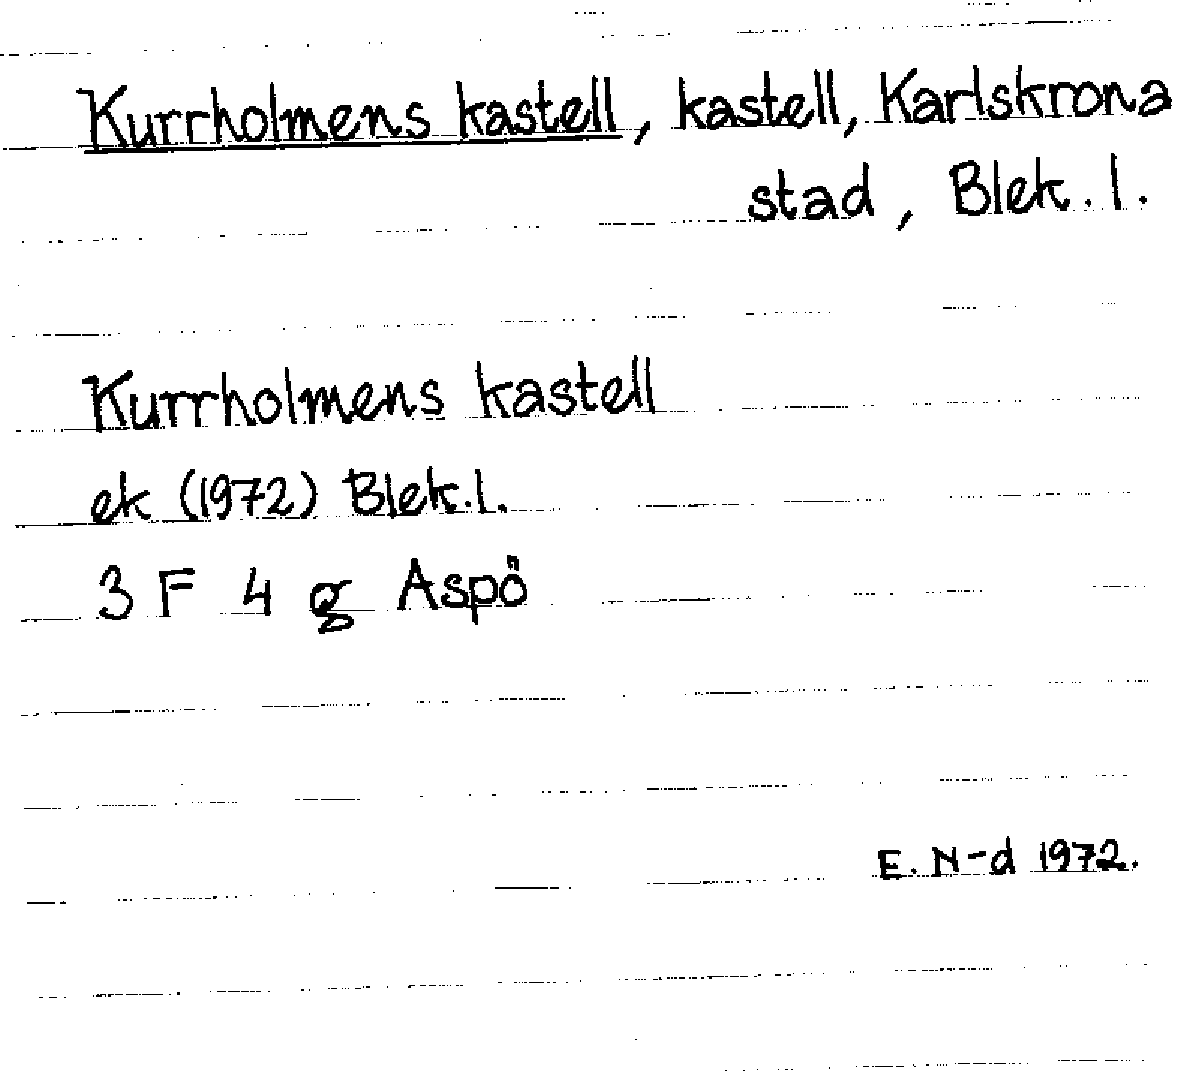 Kurrholmens kastell, kastell, Karlskrona
stad, Blek. l.
Kurrholmens kastell
ek (1972) Blek.l.
3 F 4 g Aspö
E. N-d 1972.